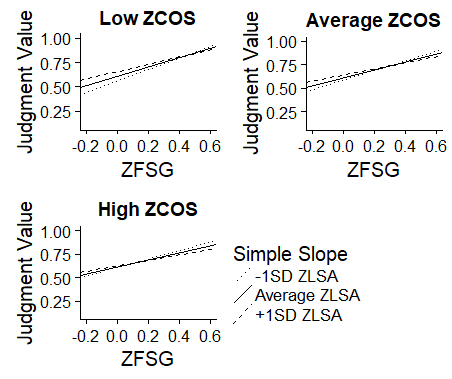 Low ZCOS
Judgment Value
1.00
0.75
0.50
0.25
-0.2 0.0 0.2 0.4 0.6
ZFSG
Average ZCOS
Judgment Value
1.00
0.75
0.50
0.25
-0.2 0.0 0.2 0.4 0.6
ZFSG
High ZCOS
Judgment Value
1.00
0.75
0.50
0.25
-0.2 0.0 0.2 0.4 0.6
ZFSG
Simple Slope
-1SD ZLSA
Average ZLSA
+1SD ZLSA